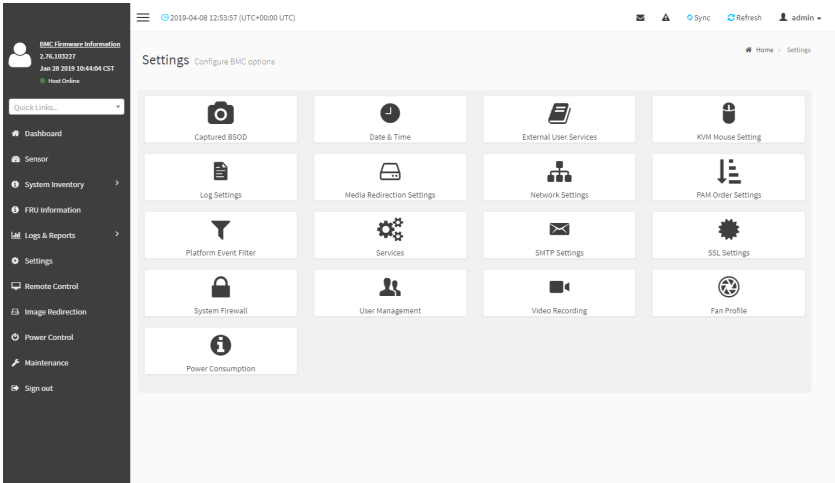 2019-04-08 12:53:57 (UTC+00:00 UTC)
Sync
Refresh
admin
BMC Firmware Information
2.76.103227
Jan 28 2019 10:44:04 CST
Host Online
Quick Links..
Dashboard
Sensor
System Inventory
FRU Information
Logs & Reports
Settings
Remote Control
Image Redirection
Power Control
Maintenance
Sign out
Settings Configure BMC options
Home > Settings
Captured BSOD
Date & Time
External User Services
KVM Mouse Setting
Log Settings
Media Redirection Settings
Network Settings
PAM Order Settings
Platform Event Filter
Services
SMTP Settings
SSL Settings
System Firewall
User Management
Video Recording
Fan Profile
Power Consumption